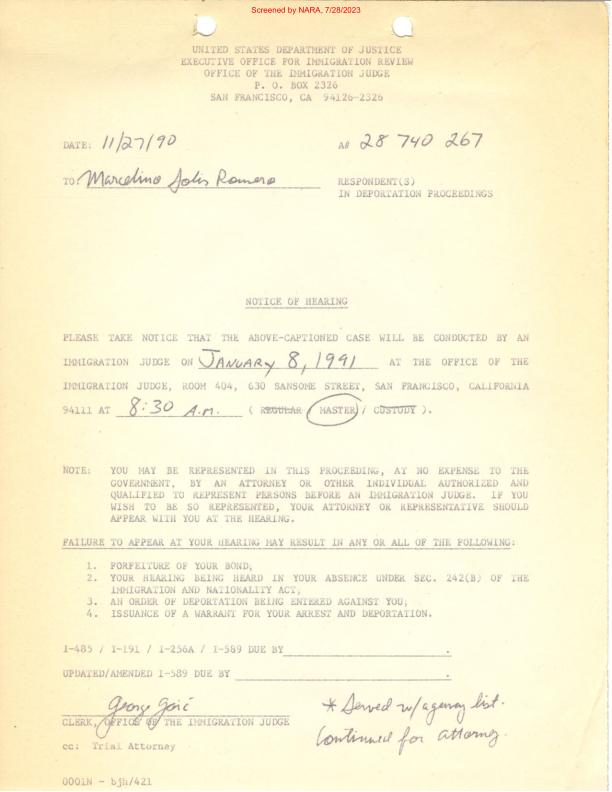 Screened by NARA, 7/28/2023
UNITED STATES DEPARTMENT OF JUSTICE
EXECUTIVE OFFICE FOR IMMIGRATION REVIEW
OFFICE OF THE IMMIGRATION JUDGE
P. O. BOX 2326
SAN FRANCISCO, CA 94126-2326
DATE: 11/27/90 A# 28 740 267
TO: Marcelino Solis Romero RESPONDENT(S)
IN DEPORTATION PROCEEDINGS
NOTICE OF HEARING
PLEASE TAKE NOTICE THAT THE ABOVE-CAPTIONED CASE WILL BE CONDUCTED BY AN
IMMIGRATION JUDGE ON JANUARY 8, 1991 AT THE OFFICE OF THE
IMMIGRATION JUDGE, ROOM 404, 630 SANSOME STREET, SAN FRANCISCO, CALIFORNIA
94111 AT 8:30 A.M. ( REGULAR MASTER / CUSTODY ).
NOTE: YOU MAY BE REPRESENTED IN THIS PROCEEDING, AT NO EXPENSE TO THE
GOVERNMENT, BY AN ATTORNEY OR OTHER INDIVIDUAL AUTHORIZED AND
QUALIFIED TO REPRESENT PERSONS BEFORE AN IMMIGRATION JUDGE. IF YOU
WISH TO BE SO REPRESENTED, YOUR ATTORNEY OR REPRESENTATIVE SHOULD
APPEAR WITH YOU AT THE HEARING.
FAILURE TO APPEAR AT YOUR HEARING MAY RESULT IN ANY OR ALL OF THE FOLLOWING:
1. FORFEITURE OF YOUR BOND;
2. YOUR HEARING BEING HEARD IN YOUR ABSENCE UNDER SEC. 242(B) OF THE
IMMIGRATION AND NATIONALITY ACT;
3. AN ORDER OF DEPORTATION BEING ENTERED AGAINST YOU;
4. ISSUANCE OF A WARRANT FOR YOUR ARREST AND DEPORTATION.
I-485 / I-191 / I-256A / I-589 DUE BY .
UPDATED/AMENDED I-589 DUE BY .
George * Served w/agency list.
CLERK, OFFICE OF THE IMMIGRATION JUDGE Continued for attorney.
cc: Trial Attorney
0001N - bjh/421